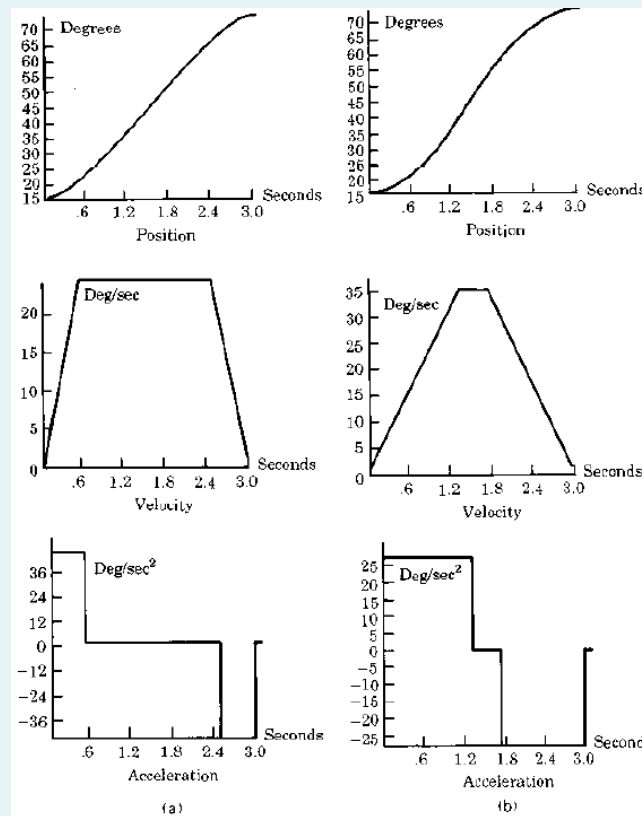 Degrees
70
65
60
55
50
45
40
35
30
25
20
15
.6 1.2 1.8 2.4 3.0
Seconds
Position
Degrees
70
65
60
55
50
45
40
35
30
25
20
15
.6 1.2 1.8 2.4 3.0
Seconds
Position
Deg/sec
20
15
10
5
0
.6 1.2 1.8 2.4 3.0
Seconds
Velocity
Deg/sec
35
30
25
20
15
10
5
0
.6 1.2 1.8 2.4 3.0
Seconds
Velocity
Deg/sec²
36
24
12
0
−12
−24
−36
.6 1.2 1.8 2.4 3.0
Seconds
Acceleration
(a)
Deg/sec²
25
20
15
10
5
0
−5
−10
−15
−20
−25
.6 1.2 1.8 2.4 3.0
Second
Acceleration
(b)